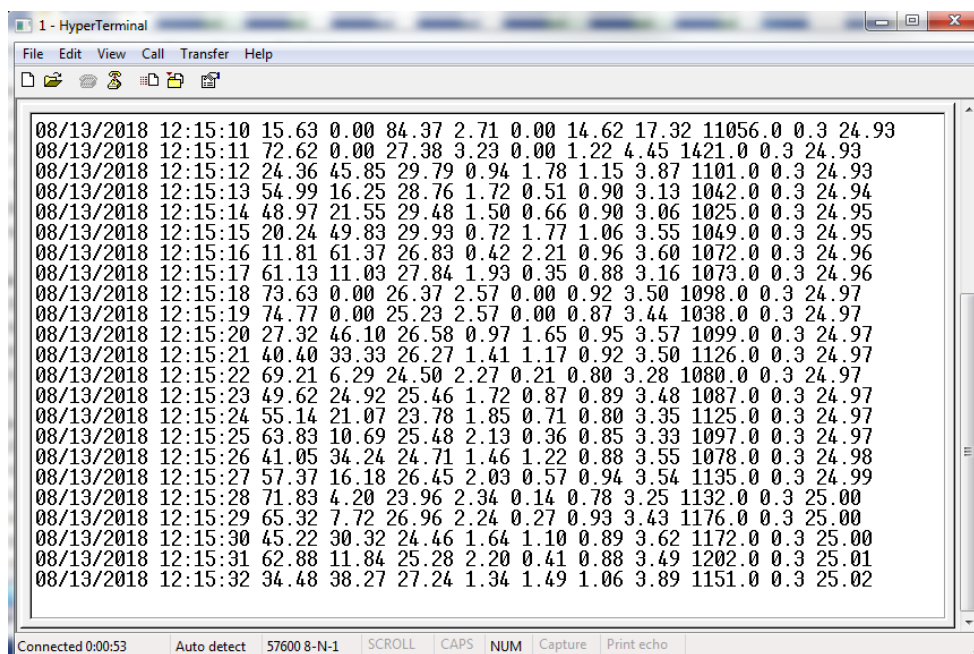 1 - HyperTerminal
File Edit View Call Transfer Help
08/13/2018 12:15:10 15.63 0.00 84.37 2.71 0.00 14.62 17.32 11056.0 0.3 24.93
08/13/2018 12:15:11 72.62 0.00 27.38 3.23 0.00 1.22 4.45 1421.0 0.3 24.93
08/13/2018 12:15:12 24.36 45.85 29.79 0.94 1.78 1.15 3.87 1101.0 0.3 24.93
08/13/2018 12:15:13 54.99 16.25 28.76 1.72 0.51 0.90 3.13 1042.0 0.3 24.94
08/13/2018 12:15:14 48.97 21.55 29.48 1.50 0.66 0.90 3.06 1025.0 0.3 24.95
08/13/2018 12:15:15 20.24 49.83 29.93 0.72 1.77 1.06 3.55 1049.0 0.3 24.95
08/13/2018 12:15:16 11.81 61.37 26.83 0.42 2.21 0.96 3.60 1072.0 0.3 24.96
08/13/2018 12:15:17 61.13 11.03 27.84 1.93 0.35 0.88 3.16 1073.0 0.3 24.96
08/13/2018 12:15:18 73.63 0.00 26.37 2.57 0.00 0.92 3.50 1098.0 0.3 24.97
08/13/2018 12:15:19 74.77 0.00 25.23 2.57 0.00 0.87 3.44 1038.0 0.3 24.97
08/13/2018 12:15:20 27.32 46.10 26.58 0.97 1.65 0.95 3.57 1099.0 0.3 24.97
08/13/2018 12:15:21 40.40 33.33 26.27 1.41 1.17 0.92 3.50 1126.0 0.3 24.97
08/13/2018 12:15:22 69.21 6.29 24.50 2.27 0.21 0.80 3.28 1080.0 0.3 24.97
08/13/2018 12:15:23 49.62 24.92 25.46 1.72 0.87 0.89 3.48 1087.0 0.3 24.97
08/13/2018 12:15:24 55.14 21.07 23.78 1.85 0.71 0.80 3.35 1125.0 0.3 24.97
08/13/2018 12:15:25 63.83 10.69 25.48 2.13 0.36 0.85 3.33 1097.0 0.3 24.97
08/13/2018 12:15:26 41.05 34.24 24.71 1.46 1.22 0.88 3.55 1078.0 0.3 24.98
08/13/2018 12:15:27 57.37 16.18 26.45 2.03 0.57 0.94 3.54 1135.0 0.3 24.99
08/13/2018 12:15:28 71.83 4.20 23.96 2.34 0.14 0.78 3.25 1132.0 0.3 25.00
08/13/2018 12:15:29 65.32 7.72 26.96 2.24 0.27 0.93 3.43 1176.0 0.3 25.00
08/13/2018 12:15:30 45.22 30.32 24.46 1.64 1.10 0.89 3.62 1172.0 0.3 25.00
08/13/2018 12:15:31 62.88 11.84 25.28 2.20 0.41 0.88 3.49 1202.0 0.3 25.01
08/13/2018 12:15:32 34.48 38.27 27.24 1.34 1.49 1.06 3.89 1151.0 0.3 25.02
Connected 0:00:53 Auto detect 57600 8-N-1 SCROLL CAPS NUM Capture Print echo